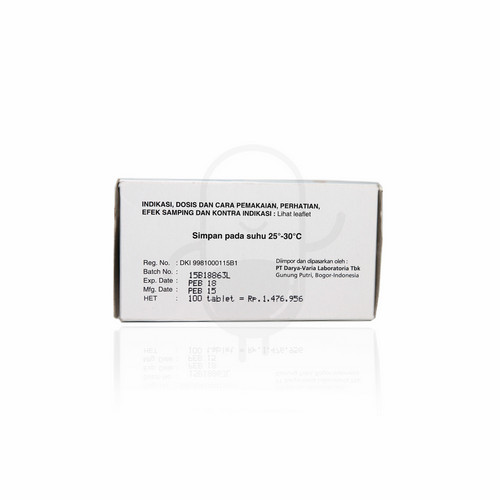 INDIKASI, DOSIS DAN CARA PEMAKAIAN, PERHATIAN,
EFEK SAMPING DAN KONTRA INDIKASI : Lihat leaflet
Simpan pada suhu 25°-30°C
Reg. No. : DKI 9981000115B1
Batch No. : 15B18863L
Exp. Date : PEB 18
Mfg. Date : PEB 15
HET : 100 tablet = Rp.1.476.956
Diimpor dan dipasarkan oleh :
PT Darya-Varia Laboratoria Tbk
Gunung Putri, Bogor-Indonesia